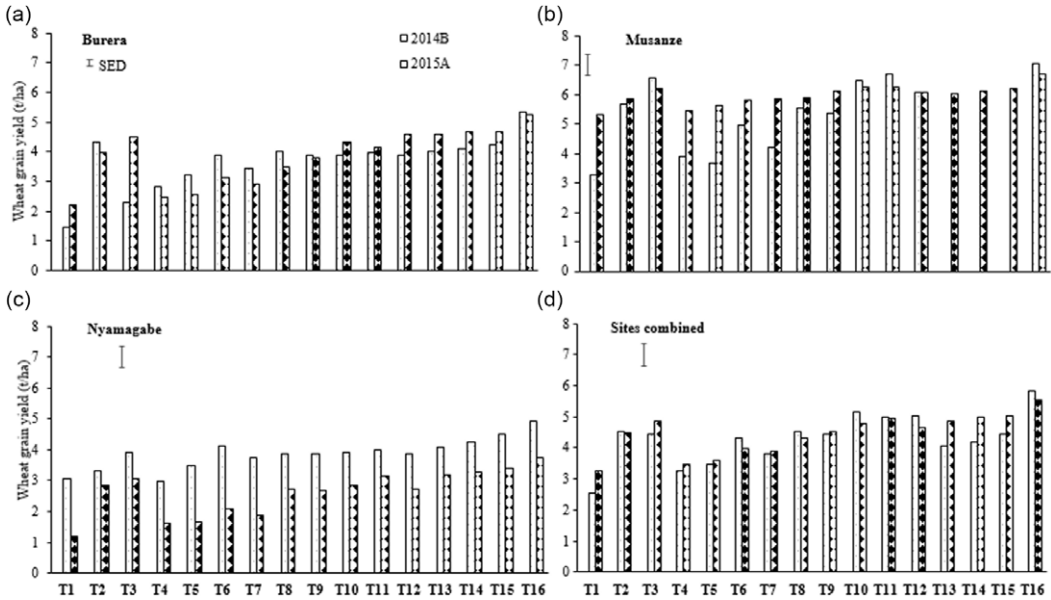 (a)
Burera
SED
2014B
2015A
Wheat grain yield (t/ha)
8
7
6
5
4
3
2
1
0
(b)
Musanze
8
7
6
5
4
3
2
1
0
(c)
Nyamagabe
Wheat grain yield (t/ha)
8
7
6
5
4
3
2
1
0
T1 T2 T3 T4 T5 T6 T7 T8 T9 T10 T11 T12 T13 T14 T15 T16
(d)
Sites combined
8
7
6
5
4
3
2
1
0
T1 T2 T3 T4 T5 T6 T7 T8 T9 T10 T11 T12 T13 T14 T15 T16